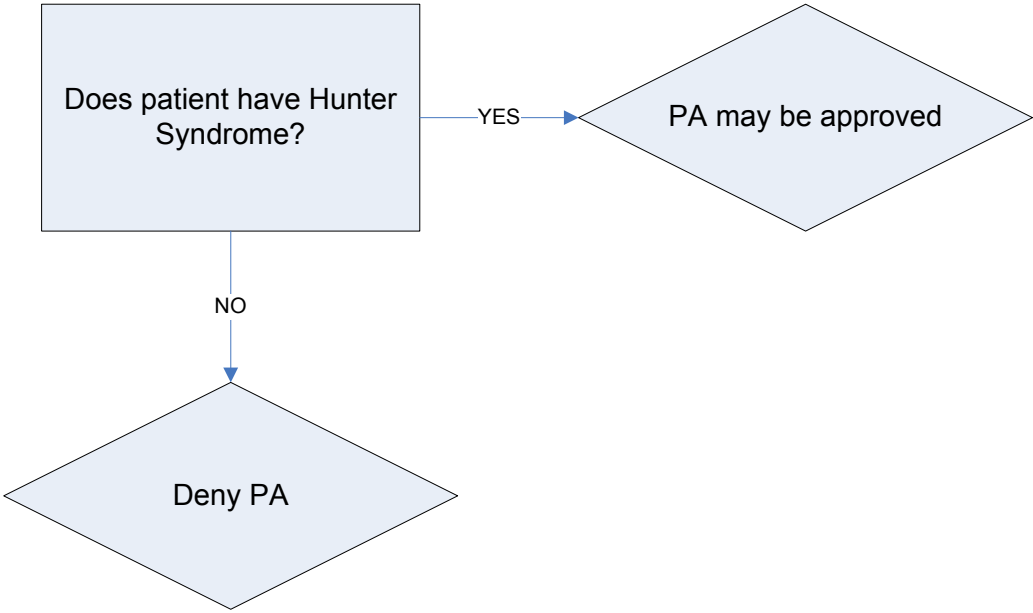 Does patient have Hunter
Syndrome?
YES
PA may be approved
NO
Deny PA